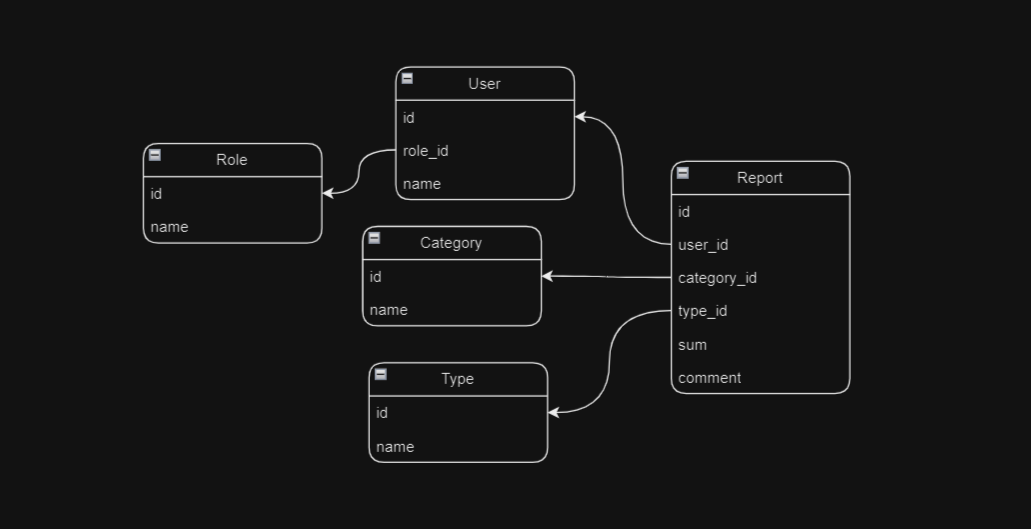 User
id
role_id
name
Role
id
name
Category
id
name
Type
id
name
Report
id
user_id
category_id
type_id
sum
comment